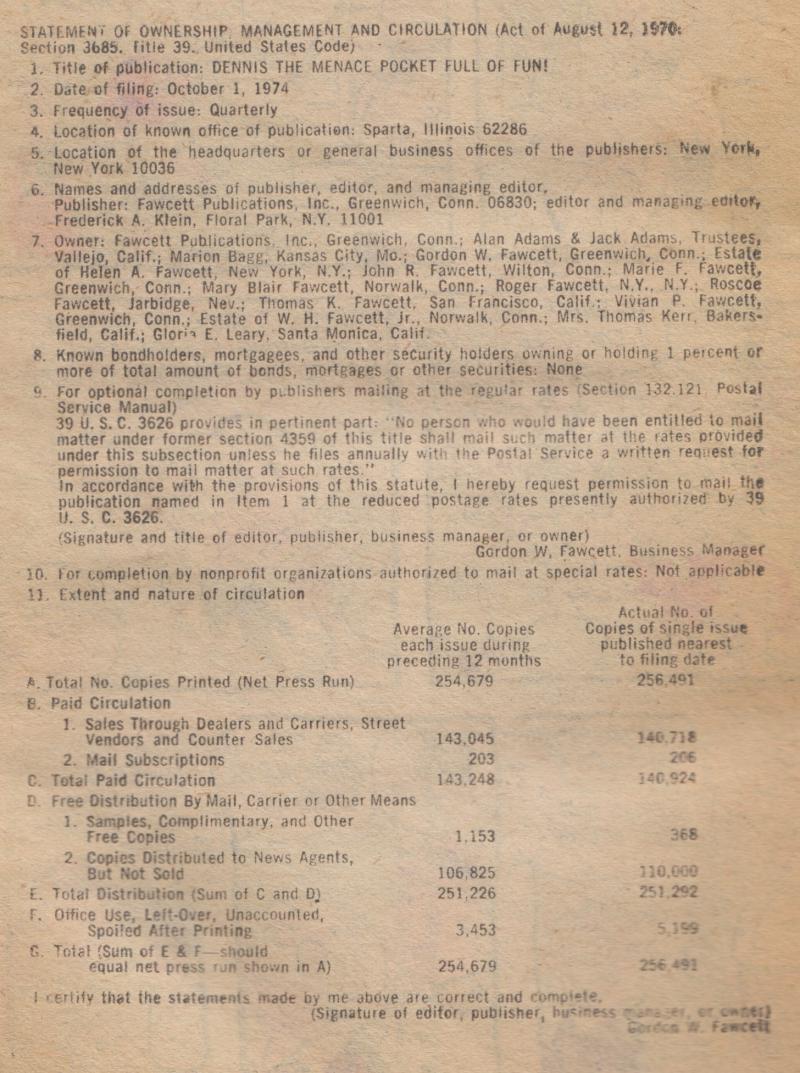 STATEMENT OF OWNERSHIP, MANAGEMENT AND CIRCULATION (Act of August 12, 1970:
Section 3685. Title 39. United States Code)
1. Title of publication: DENNIS THE MENACE POCKET FULL OF FUN!
2. Date of filing: October 1, 1974
3. Frequency of issue: Quarterly
4. Location of known office of publication: Sparta, Illinois 62286
5. Location of the headquarters or general business offices of the publishers: New York,
New York 10036
6. Names and addresses of publisher, editor, and managing editor.
Publisher: Fawcett Publications, Inc., Greenwich, Conn. 06830; editor and managing editor,
Frederick A. Klein, Floral Park, N.Y. 11001
7. Owner: Fawcett Publications, Inc., Greenwich, Conn.; Alan Adams & Jack Adams, Trustees,
Vallejo, Calif.; Marion Bagg, Kansas City, Mo.; Gordon W. Fawcett, Greenwich, Conn.; Estate
of Helen A. Fawcett, New York, N.Y.; John R. Fawcett, Wilton, Conn.; Marie F. Fawcett,
Greenwich, Conn.; Mary Blair Fawcett, Norwalk, Conn.; Roger Fawcett, N.Y., N.Y.; Roscoe
Fawcett, Jarbidge, Nev.; Thomas K. Fawcett, San Francisco, Calif.; Vivian P. Fawcett,
Greenwich, Conn.; Estate of W. H. Fawcett, Jr., Norwalk, Conn.; Mrs. Thomas Kerr, Bakers-
field, Calif.; Gloria E. Leary, Santa Monica, Calif.
8. Known bondholders, mortgagees, and other security holders owning or holding 1 percent or
more of total amount of bonds, mortgages or other securities: None
9. For optional completion by publishers mailing at the regular rates (Section 132.121 Postal
Service Manual)
39 U. S. C. 3626 provides in pertinent part: "No person who would have been entitled to mail
matter under former section 4359 of this title shall mail such matter at the rates provided
under this subsection unless he files annually with the Postal Service a written request for
permission to mail matter at such rates."
In accordance with the provisions of this statute, I hereby request permission to mail the
publication named in Item 1 at the reduced postage rates presently authorized by 39
U. S. C. 3626.
(Signature and title of editor, publisher, business manager, or owner)
Gordon W. Fawcett, Business Manager
10. For completion by nonprofit organizations authorized to mail at special rates: Not applicable
11. Extent and nature of circulation
Average No. Copies each issue during preceding 12 months
Actual No. of Copies of single issue published nearest to filing date
A. Total No. Copies Printed (Net Press Run) 254,679 256,491
B. Paid Circulation
1. Sales Through Dealers and Carriers, Street
Vendors and Counter Sales 143,045 140,718
2. Mail Subscriptions 203 206
C. Total Paid Circulation 143,248 140,924
D. Free Distribution By Mail, Carrier or Other Means
1. Samples, Complimentary, and Other
Free Copies 1,153 368
2. Copies Distributed to News Agents,
But Not Sold 106,825 110,000
E. Total Distribution (Sum of C and D) 251,226 251,292
F. Office Use, Left-Over, Unaccounted,
Spoiled After Printing 3,453 5,199
G. Total (Sum of E & F—should
equal net press run shown in A) 254,679 256,491
I certify that the statements made by me above are correct and complete.
(Signature of editor, publisher, business manager, or owner)
Gordon W. Fawcett